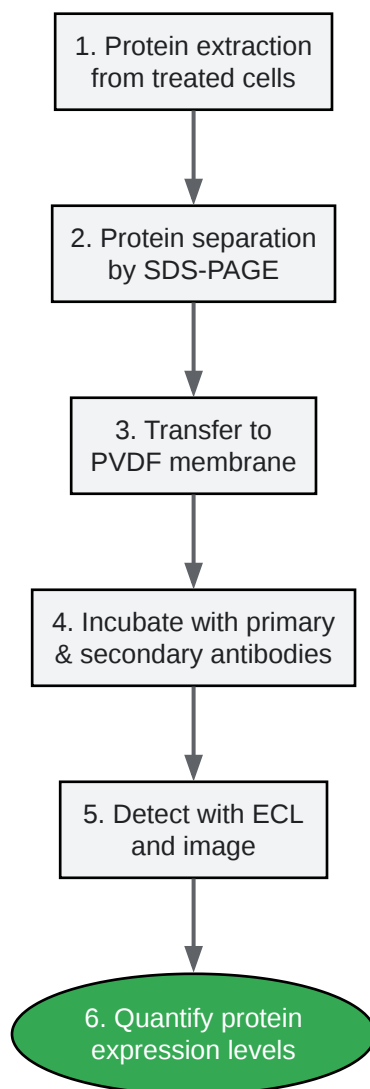 1. Protein extraction
from treated cells
2. Protein separation
by SDS-PAGE
3. Transfer to
PVDF membrane
4. Incubate with primary
& secondary antibodies
5. Detect with ECL
and image
6. Quantify protein
expression levels